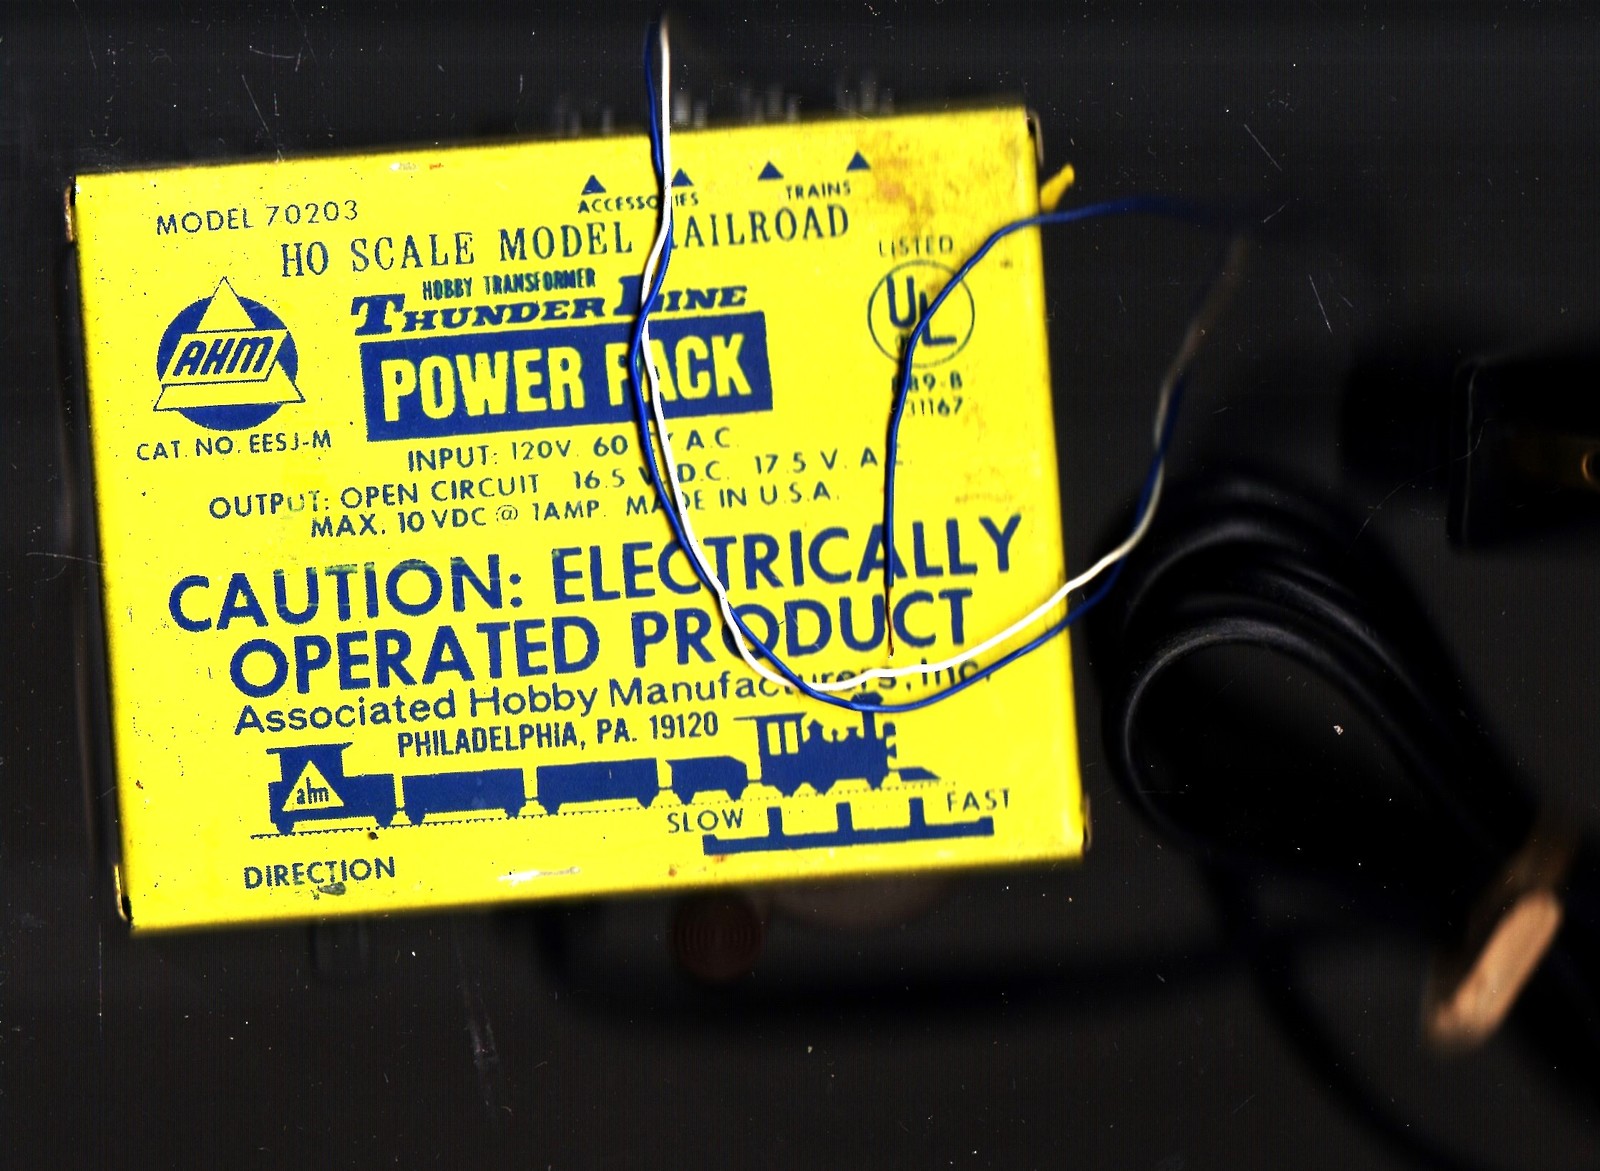 ACCESSORIES TRAINS
MODEL 70203
HO SCALE MODEL RAILROAD
LISTED
HOBBY TRANSFORMER
THUNDER LINE
UL
AHM
POWER PACK
89-B
31167
CAT. NO. EESJ-M
INPUT: 120V. 60 A.C.
OUTPUT: OPEN CIRCUIT 16.5 V. D.C. 17.5 V. A.C.
MAX. 10 VDC @ 1AMP. MADE IN U.S.A.
CAUTION: ELECTRICALLY
OPERATED PRODUCT
Associated Hobby Manufacturers, Inc.
PHILADELPHIA, PA. 19120
ahm
SLOW FAST
DIRECTION